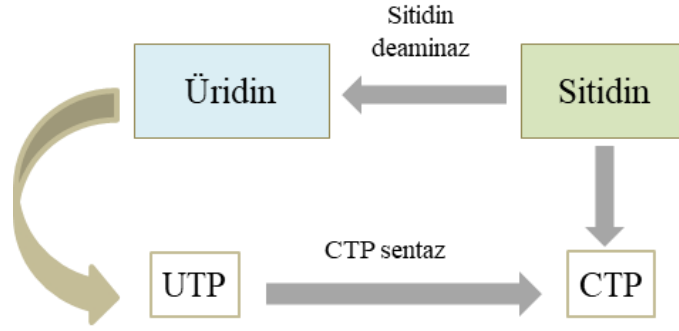 Sitidin
deaminaz
Üridin
Sitidin
CTP sentaz
UTP
CTP